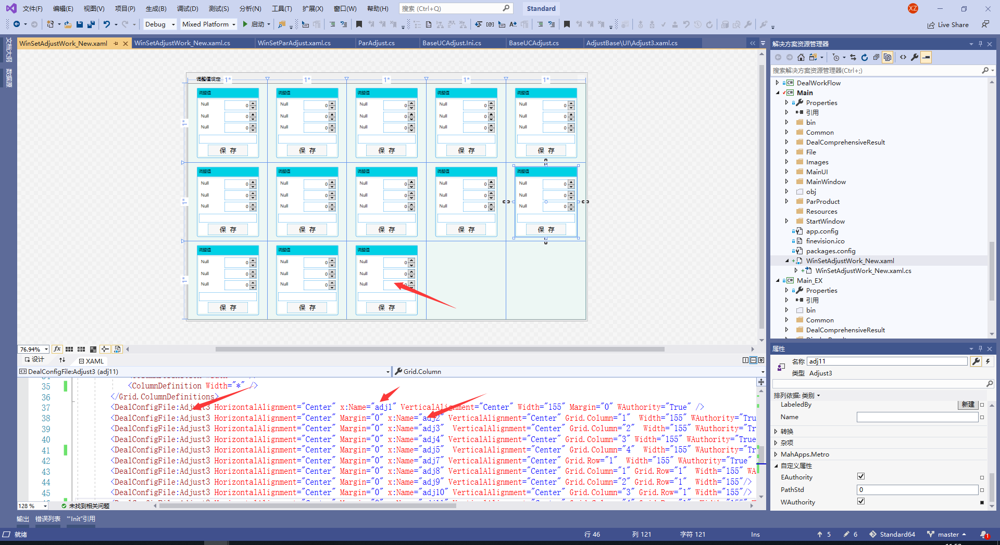 文件(F) 编辑(E) 视图(V) 项目(P) 生成(B) 调试(D) 测试(S) 分析(N) 工具(T) 扩展(X) 窗口(W) 帮助(H) 搜索 (Ctrl+Q) Standard XZ
Debug Mixed Platform 启动 Live Share
文档大纲
数据源
WinSetAdjustWork_New.xaml WinSetAdjustWork_New.xaml.cs WinSetParAdjust.xaml.cs ParAdjust.cs BaseUCAdjust.Ini.cs BaseUCAdjust.cs AdjustBase\UI\Adjust3.xaml.cs
调整值设定 1* 1* 1* 1* 1*
调整值 调整值 调整值 调整值 调整值
Null 0 Null 0 Null 0 Null 0 Null 0
Null 0 Null 0 Null 0 Null 0 Null 0
1*
Null 0 Null 0 Null 0 Null 0 Null 0
保 存 保 存 保 存 保 存 保 存
调整值 调整值 调整值 调整值 调整值
Null 0 Null 0 Null 0 Null 0 Null 0
Null 0 Null 0 Null 0 Null 0 Null 0
1*
Null 0 Null 0 Null 0 Null 0 Null 0
保 存 保 存 保 存 保 存 保 存
调整值 调整值 调整值
Null 0 Null 0 Null 0
Null 0 Null 0 Null 0
1*
Null 0 Null 0 Null
保 存 保 存 保 存
76.94% fx
设计 XAML
DealConfigFile:Adjust3 (adj11) Grid.Column
35 <ColumnDefinition Width="*" />
36 </Grid.ColumnDefinitions>
37 <DealConfigFile:Adjust3 HorizontalAlignment="Center" x:Name="adj1" VerticalAlignment="Center" Width="155" Margin="0" WAuthority="True" />
38 <DealConfigFile:Adjust3 HorizontalAlignment="Center" Margin="0" x:Name="adj2" VerticalAlignment="Center" Grid.Column="1" Width="155" WAuthority="Tru
39 <DealConfigFile:Adjust3 HorizontalAlignment="Center" Margin="0" x:Name="adj3" VerticalAlignment="Center" Grid.Column="2" Width="155" WAuthority="Tr
40 <DealConfigFile:Adjust3 HorizontalAlignment="Center" Margin="0" x:Name="adj4" VerticalAlignment="Center" Grid.Column="3" Width="155" WAuthority="True
41 <DealConfigFile:Adjust3 HorizontalAlignment="Center" Margin="0" x:Name="adj5" VerticalAlignment="Center" Grid.Column="4" Width="155" WAuthority="Tr
42 <DealConfigFile:Adjust3 HorizontalAlignment="Center" Margin="0" x:Name="adj7" VerticalAlignment="Center" Grid.Row="1" Width="155" WAuthority="True"
43 <DealConfigFile:Adjust3 HorizontalAlignment="Center" Margin="0" x:Name="adj8" VerticalAlignment="Center" Grid.Column="1" Grid.Row="1" Width="155" WA
44 <DealConfigFile:Adjust3 HorizontalAlignment="Center" Margin="0" x:Name="adj9" VerticalAlignment="Center" Grid.Column="2" Grid.Row="1" Width="155"/>
45 <DealConfigFile:Adjust3 HorizontalAlignment="Center" Margin="0" x:Name="adj10" VerticalAlignment="Center" Grid.Column="3" Grid.Row="1" Width="155"/>
128 % 未找到相关问题
输出 错误列表 "Init"引用
就绪 行 46 列 121 字符 121 Ins 5 6 Standard64 master 1
解决方案资源管理器
搜索解决方案资源管理器(Ctrl+;)
DealWorkFlow
Main
Properties
引用
bin
Common
DealComprehensiveResult
File
Images
MainUI
MainWindow
obj
ParProduct
Resources
StartWindow
app.config
finevision.ico
packages.config
WinSetAdjustWork_New.xaml
WinSetAdjustWork_New.xaml.cs
Main_EX
Properties
引用
bin
Common
DealComprehensiveResult
属性
名称 adj11
类型 Adjust3
排列依据: 类别
LabeledBy 新建
Name
转换
杂项
MahApps.Metro
自定义属性
EAuthority
PathStd 0
WAuthority